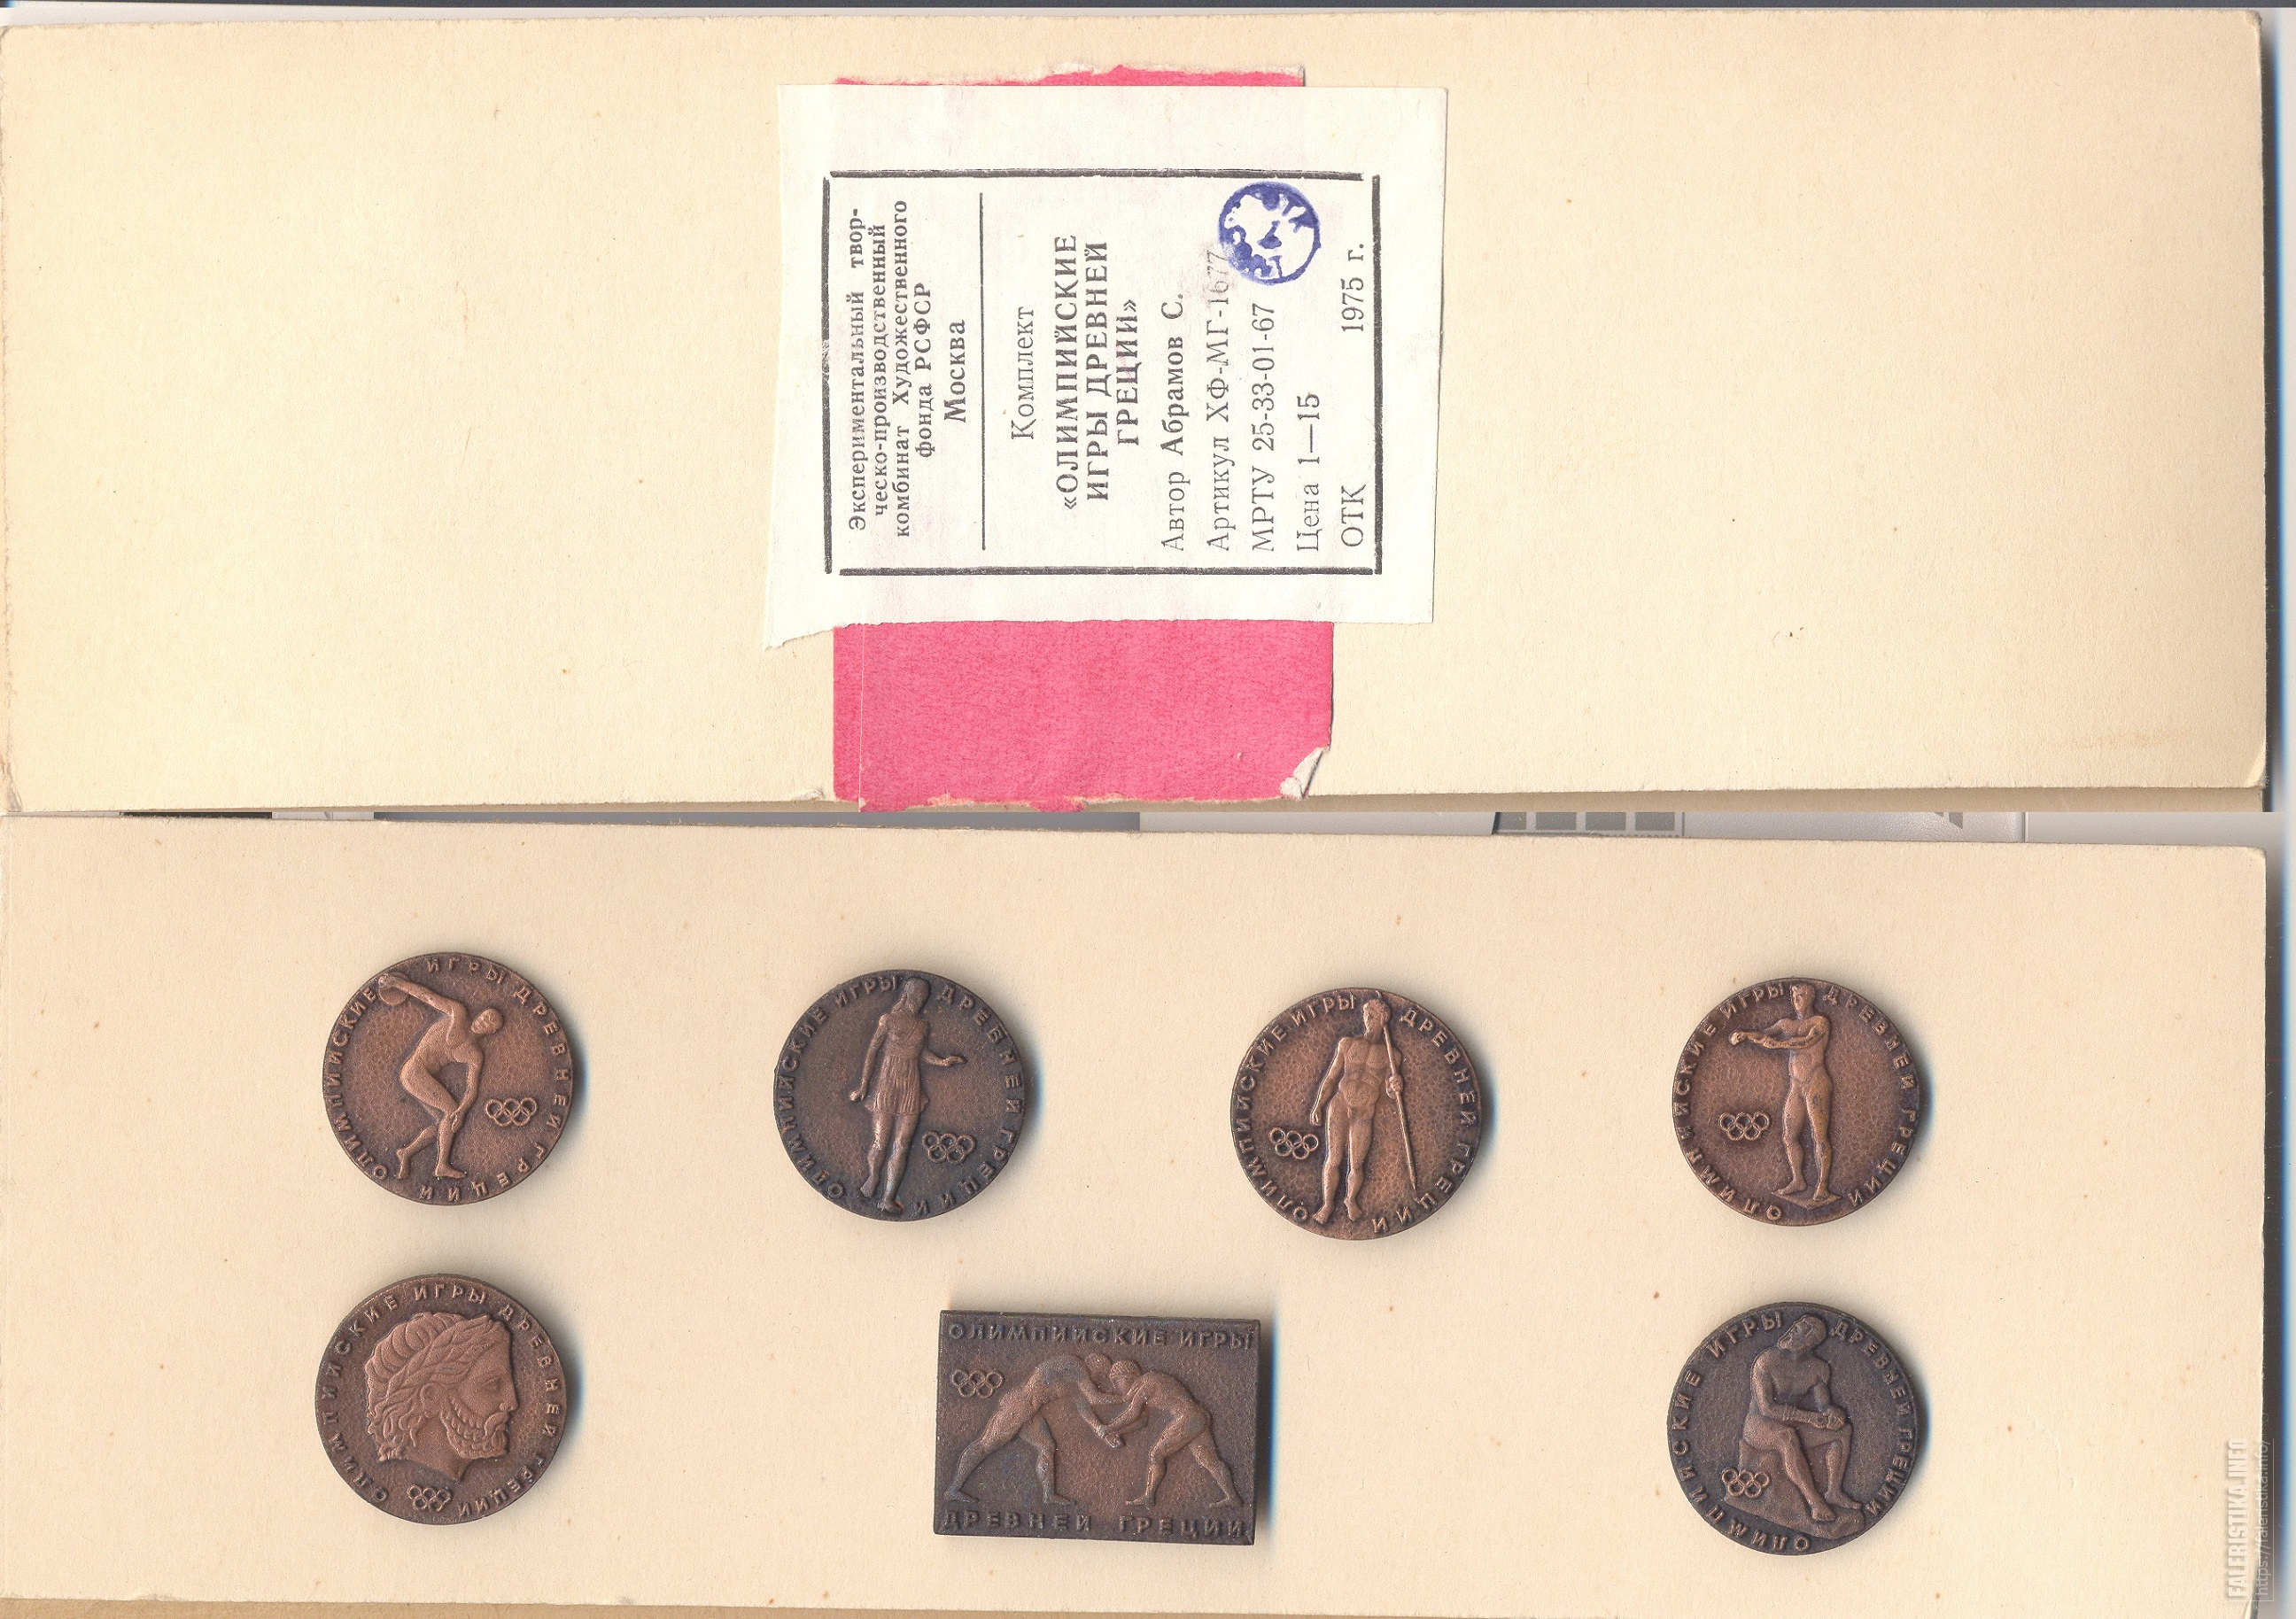 Экспериментальный твор-
ческо-производственный
комбинат Художественного
фонда РСФСР
Москва
Комплект
«ОЛИМПИЙСКИЕ
ИГРЫ ДРЕВНЕЙ
ГРЕЦИИ»
Автор Абрамов С.
Артикул ХФ-МГ-1677
МРТУ 25-33-01-67
Цена 1—15
ОТК 1975 г.
ОЛИМПИЙСКИЕ ИГРЫ ДРЕВНЕЙ ГРЕЦИИ
ОЛИМПИЙСКИЕ ИГРЫ ДРЕВНЕЙ ГРЕЦИИ
ОЛИМПИЙСКИЕ ИГРЫ ДРЕВНЕЙ ГРЕЦИИ
ОЛИМПИЙСКИЕ ИГРЫ ДРЕВНЕЙ ГРЕЦИИ
ОЛИМПИЙСКИЕ ИГРЫ ДРЕВНЕЙ ГРЕЦИИ
ОЛИМПИЙСКИЕ ИГРЫ
ДРЕВНЕЙ ГРЕЦИИ
ОЛИМПИЙСКИЕ ИГРЫ ДРЕВНЕЙ ГРЕЦИИ
FALERISTIKA.INFO
https://faleristika.info/